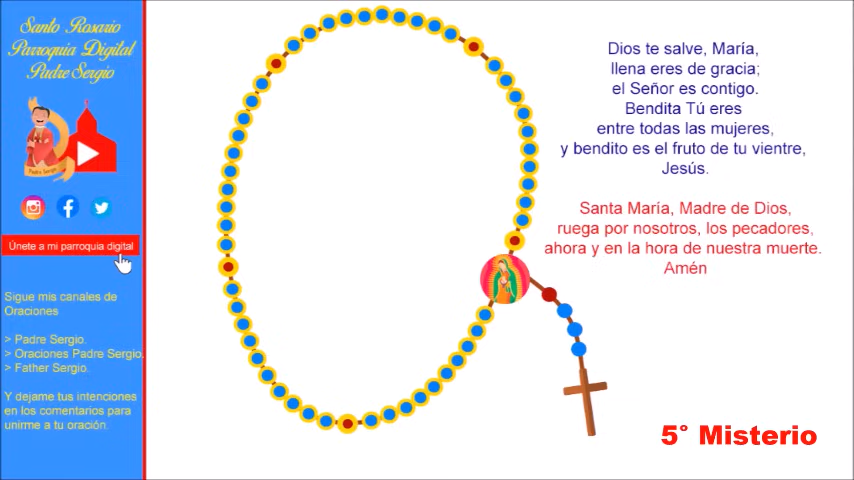 Santo Rosario
Parroquia Digital
Padre Sergio
Padre Sergio
Únete a mi parroquia digital
Sigue mis canales de
Oraciones
> Padre Sergio.
> Oraciones Padre Sergio.
> Father Sergio.
Y dejame tus intenciones
en los comentarios para
unirme a tu oración.
Dios te salve, María,
llena eres de gracia;
el Señor es contigo.
Bendita Tú eres
entre todas las mujeres,
y bendito es el fruto de tu vientre,
Jesús.
Santa María, Madre de Dios,
ruega por nosotros, los pecadores,
ahora y en la hora de nuestra muerte.
Amén
5° Misterio